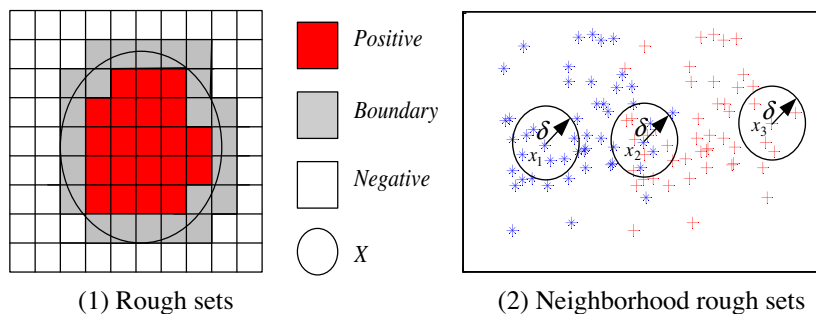 Positive
Boundary
Negative
X
δ
x1
δ
x2
δ
x3
(1) Rough sets
(2) Neighborhood rough sets